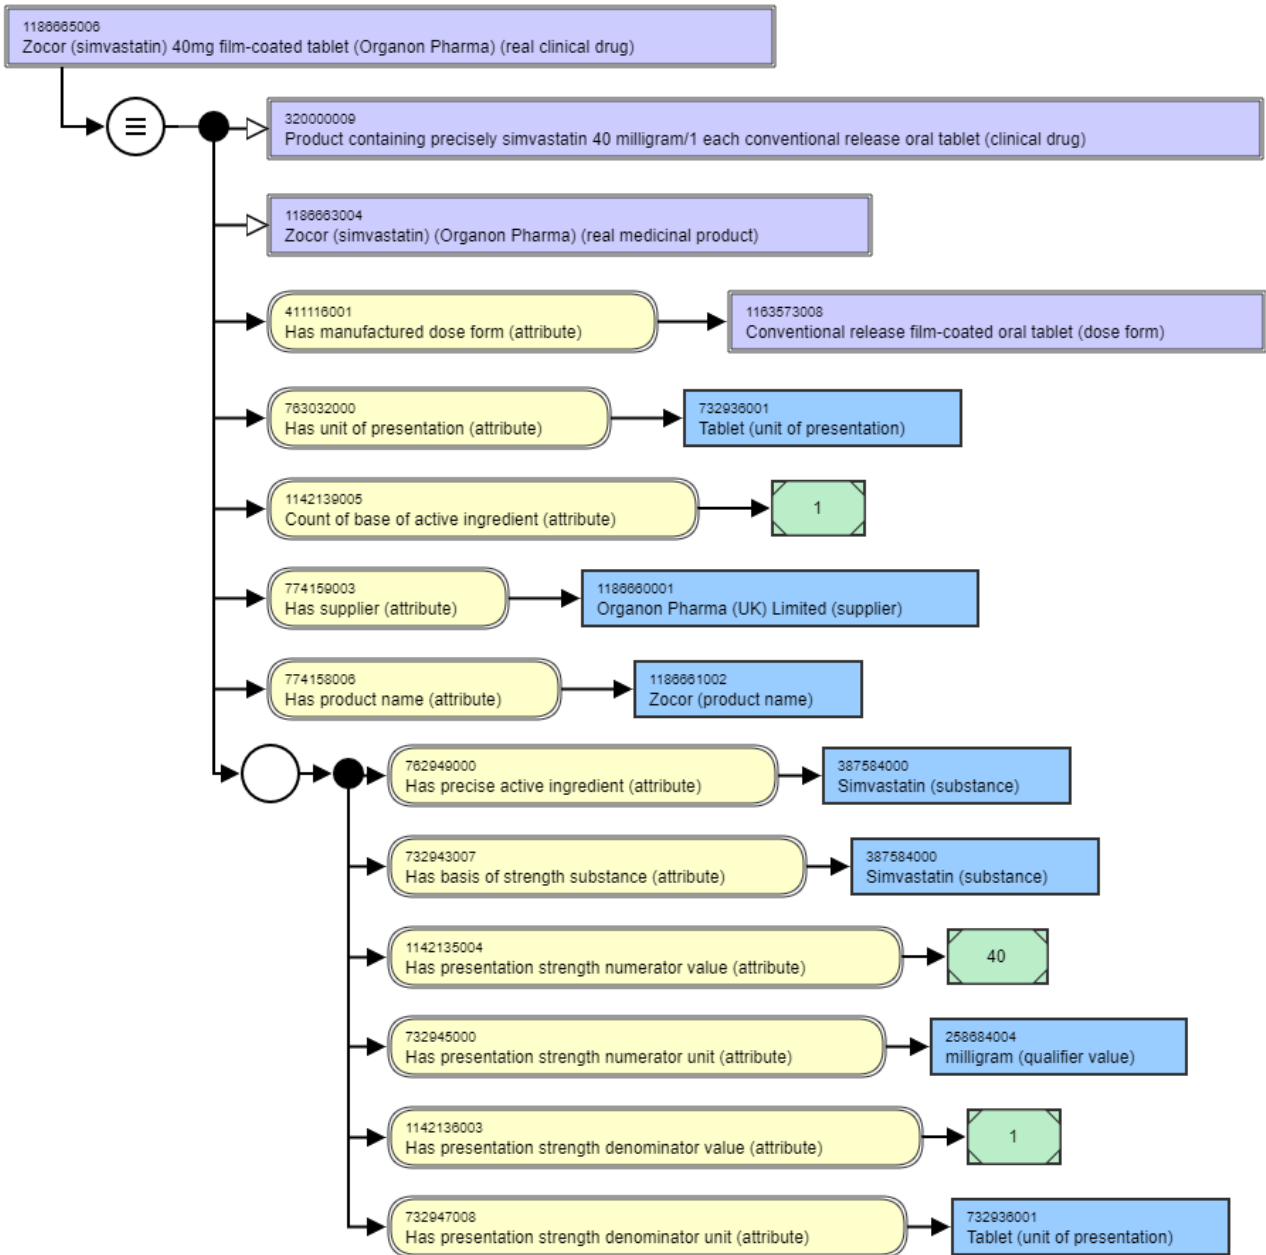 1186665006
Zocor (simvastatin) 40mg film-coated tablet (Organon Pharma) (real clinical drug)
320000009
Product containing precisely simvastatin 40 milligram/1 each conventional release oral tablet (clinical drug)
1186663004
Zocor (simvastatin) (Organon Pharma) (real medicinal product)
411116001
Has manufactured dose form (attribute)
1163573008
Conventional release film-coated oral tablet (dose form)
763032000
Has unit of presentation (attribute)
732936001
Tablet (unit of presentation)
1142139005
Count of base of active ingredient (attribute)
1
774159003
Has supplier (attribute)
1186660001
Organon Pharma (UK) Limited (supplier)
774158006
Has product name (attribute)
1186661002
Zocor (product name)
762949000
Has precise active ingredient (attribute)
387584000
Simvastatin (substance)
732943007
Has basis of strength substance (attribute)
387584000
Simvastatin (substance)
1142135004
Has presentation strength numerator value (attribute)
40
732945000
Has presentation strength numerator unit (attribute)
258684004
milligram (qualifier value)
1142136003
Has presentation strength denominator value (attribute)
1
732947008
Has presentation strength denominator unit (attribute)
732936001
Tablet (unit of presentation)